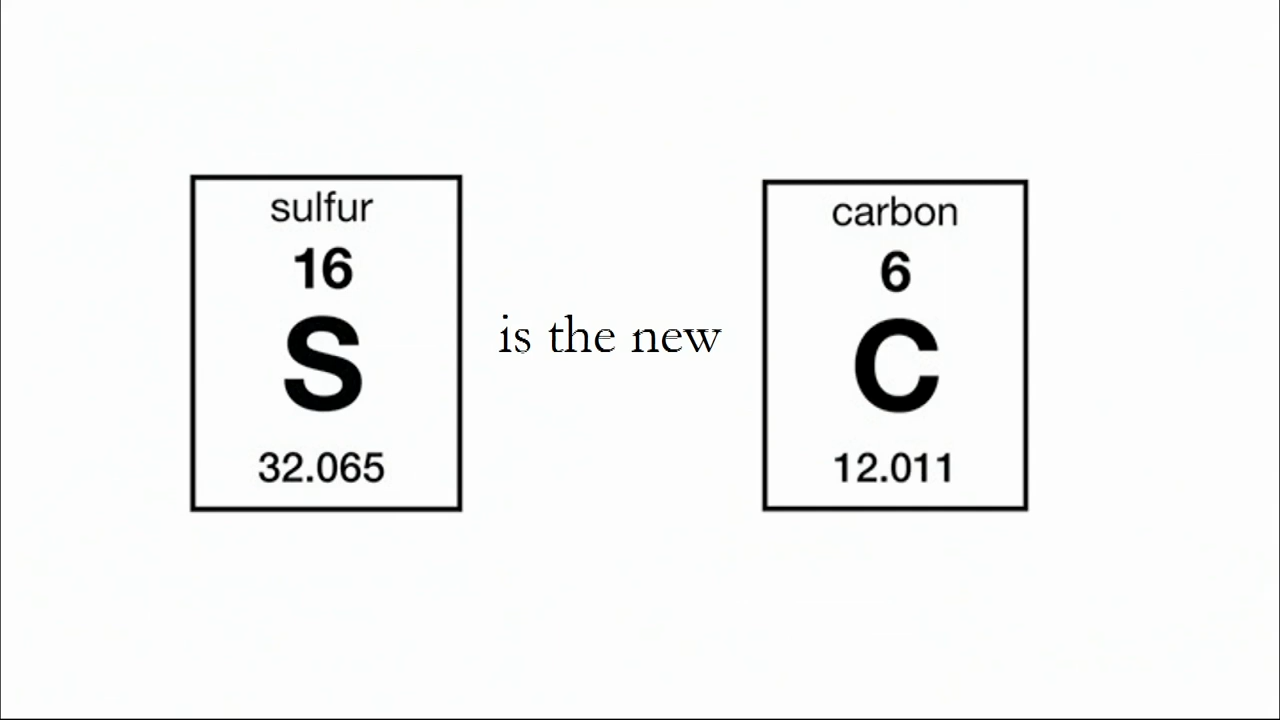 sulfur
16
S
32.065
is the new
carbon
6
C
12.011